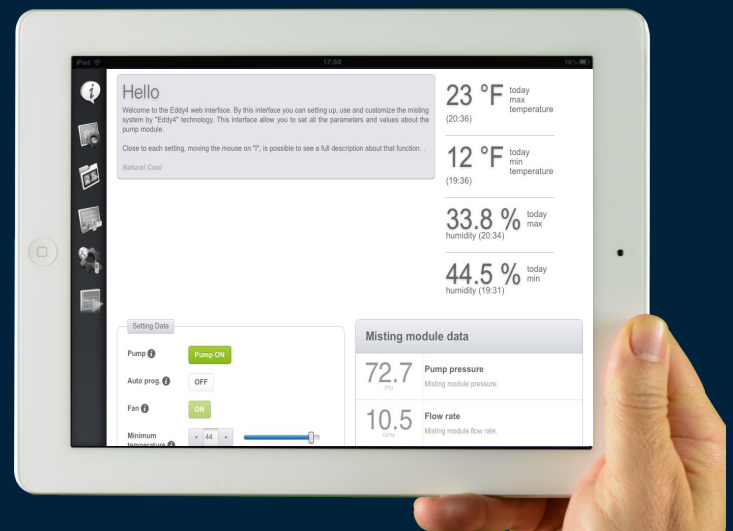 iPad 17:50 76%
Hello
Welcome to the Eddy4 web interface. By this interface you can setting up, use and customize the misting
system by "Eddy4" technology. This interface allow you to set all the parameters and values about the
pump module.
Close to each setting, moving the mouse on "i", is possible to see a full description about that function. .
Natural Cool
23 °F today
max
temperature
(20:36)
12 °F today
min
temperature
(19:36)
33.8 % today
max
humidity (20:34)
44.5 % today
min
humidity (19:31)
Setting Data
Pump i Pump ON
Auto prog. i OFF
Fan i ON
Minimum
temperature i 44
Misting module data
72.7 Pump pressure
PSI Misting module pressure.
10.5 Flow rate
GPM Misting module flow rate.